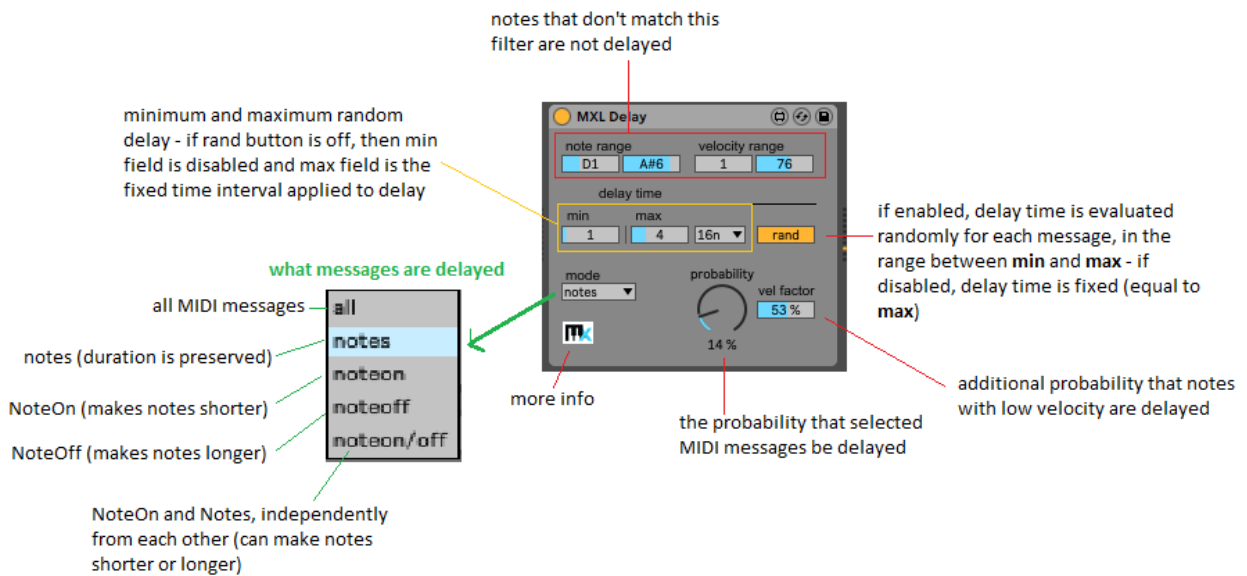 notes that don't match this
filter are not delayed
minimum and maximum random
delay - if rand button is off, then min
field is disabled and max field is the
fixed time interval applied to delay
MXL Delay
note range
velocity range
D1
A#6
1
76
delay time
min
max
1
4
16n
rand
if enabled, delay time is evaluated
randomly for each message, in the
range between min and max - if
disabled, delay time is fixed (equal to
max)
what messages are delayed
mode
notes
probability
vel factor
53 %
14 %
all MIDI messages
all
notes (duration is preserved)
notes
NoteOn (makes notes shorter)
noteon
NoteOff (makes notes longer)
noteoff
noteon/off
NoteOn and Notes, independently
from each other (can make notes
shorter or longer)
mx
more info
the probability that selected
MIDI messages be delayed
additional probability that notes
with low velocity are delayed